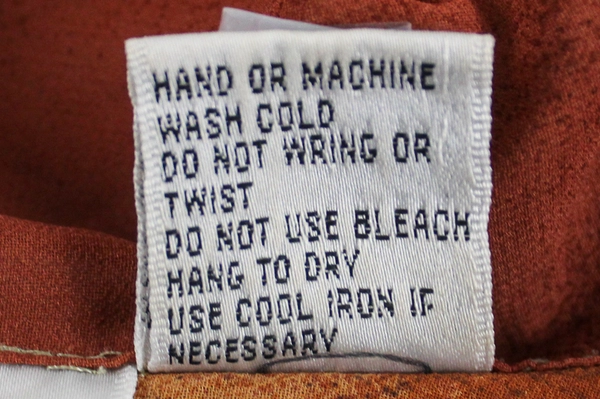 HAND OR MACHINE
WASH COLD
DO NOT WRING OR
TWIST
DO NOT USE BLEACH
HANG TO DRY
USE COOL IRON IF
NECESSARY